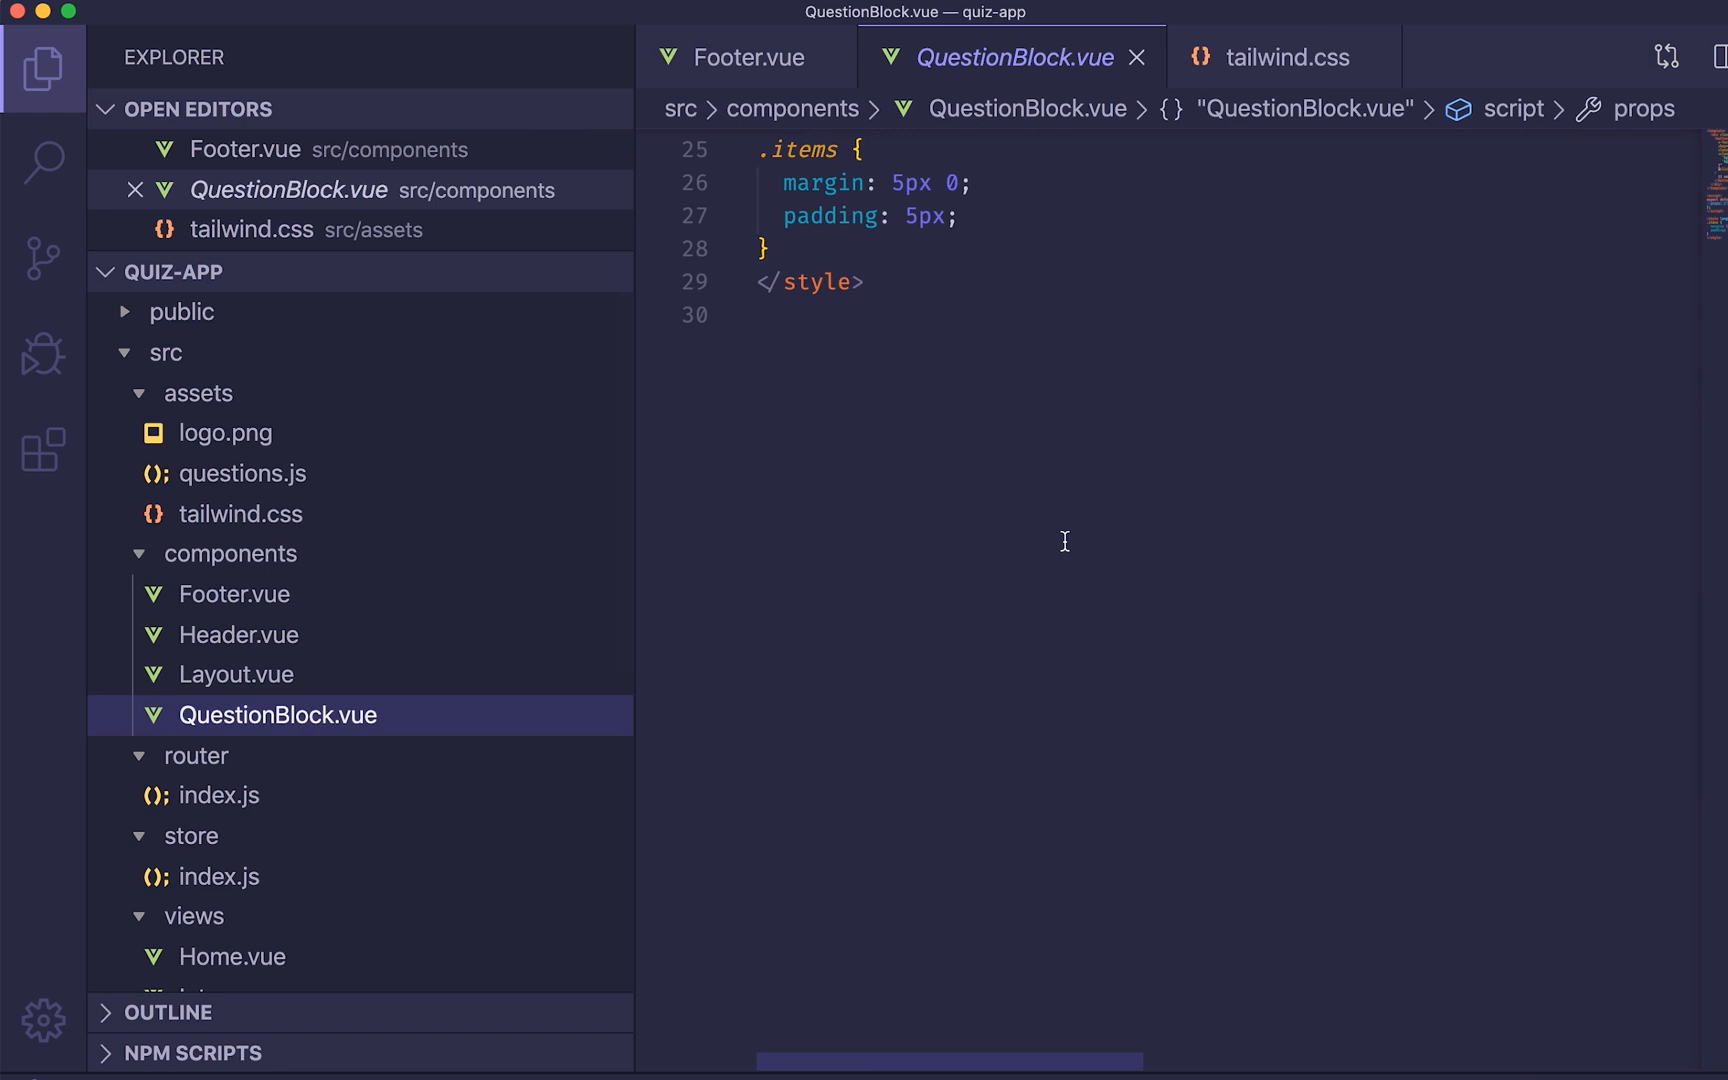 QuestionBlock.vue — quiz-app
EXPLORER
OPEN EDITORS
Footer.vue src/components
QuestionBlock.vue src/components
tailwind.css src/assets
QUIZ-APP
public
src
assets
logo.png
questions.js
tailwind.css
components
Footer.vue
Header.vue
Layout.vue
QuestionBlock.vue
router
index.js
store
index.js
views
Home.vue
OUTLINE
NPM SCRIPTS
Footer.vue
QuestionBlock.vue
tailwind.css
src > components > QuestionBlock.vue > {} "QuestionBlock.vue" > script > props
25 .items {
26 margin: 5px 0;
27 padding: 5px;
28 }
29 </style>
30